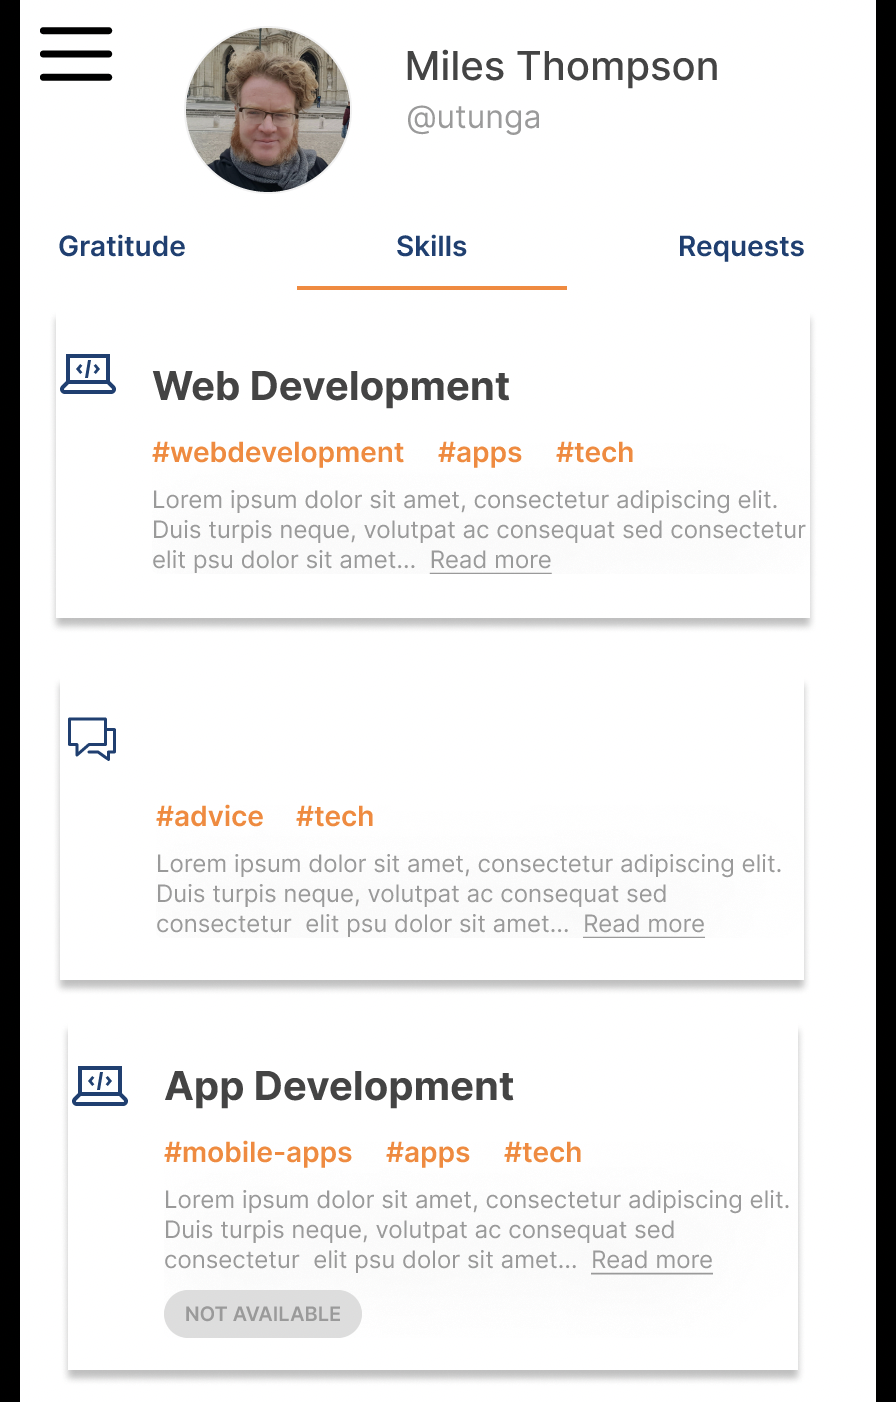 Miles Thompson
@utunga
Gratitude Skills Requests
</> Web Development
#webdevelopment #apps #tech
Lorem ipsum dolor sit amet, consectetur adipiscing elit.
Duis turpis neque, volutpat ac consequat sed consectetur
elit psu dolor sit amet... Read more
#advice #tech
Lorem ipsum dolor sit amet, consectetur adipiscing elit.
Duis turpis neque, volutpat ac consequat sed
consectetur elit psu dolor sit amet... Read more
</> App Development
#mobile-apps #apps #tech
Lorem ipsum dolor sit amet, consectetur adipiscing elit.
Duis turpis neque, volutpat ac consequat sed
consectetur elit psu dolor sit amet... Read more
NOT AVAILABLE